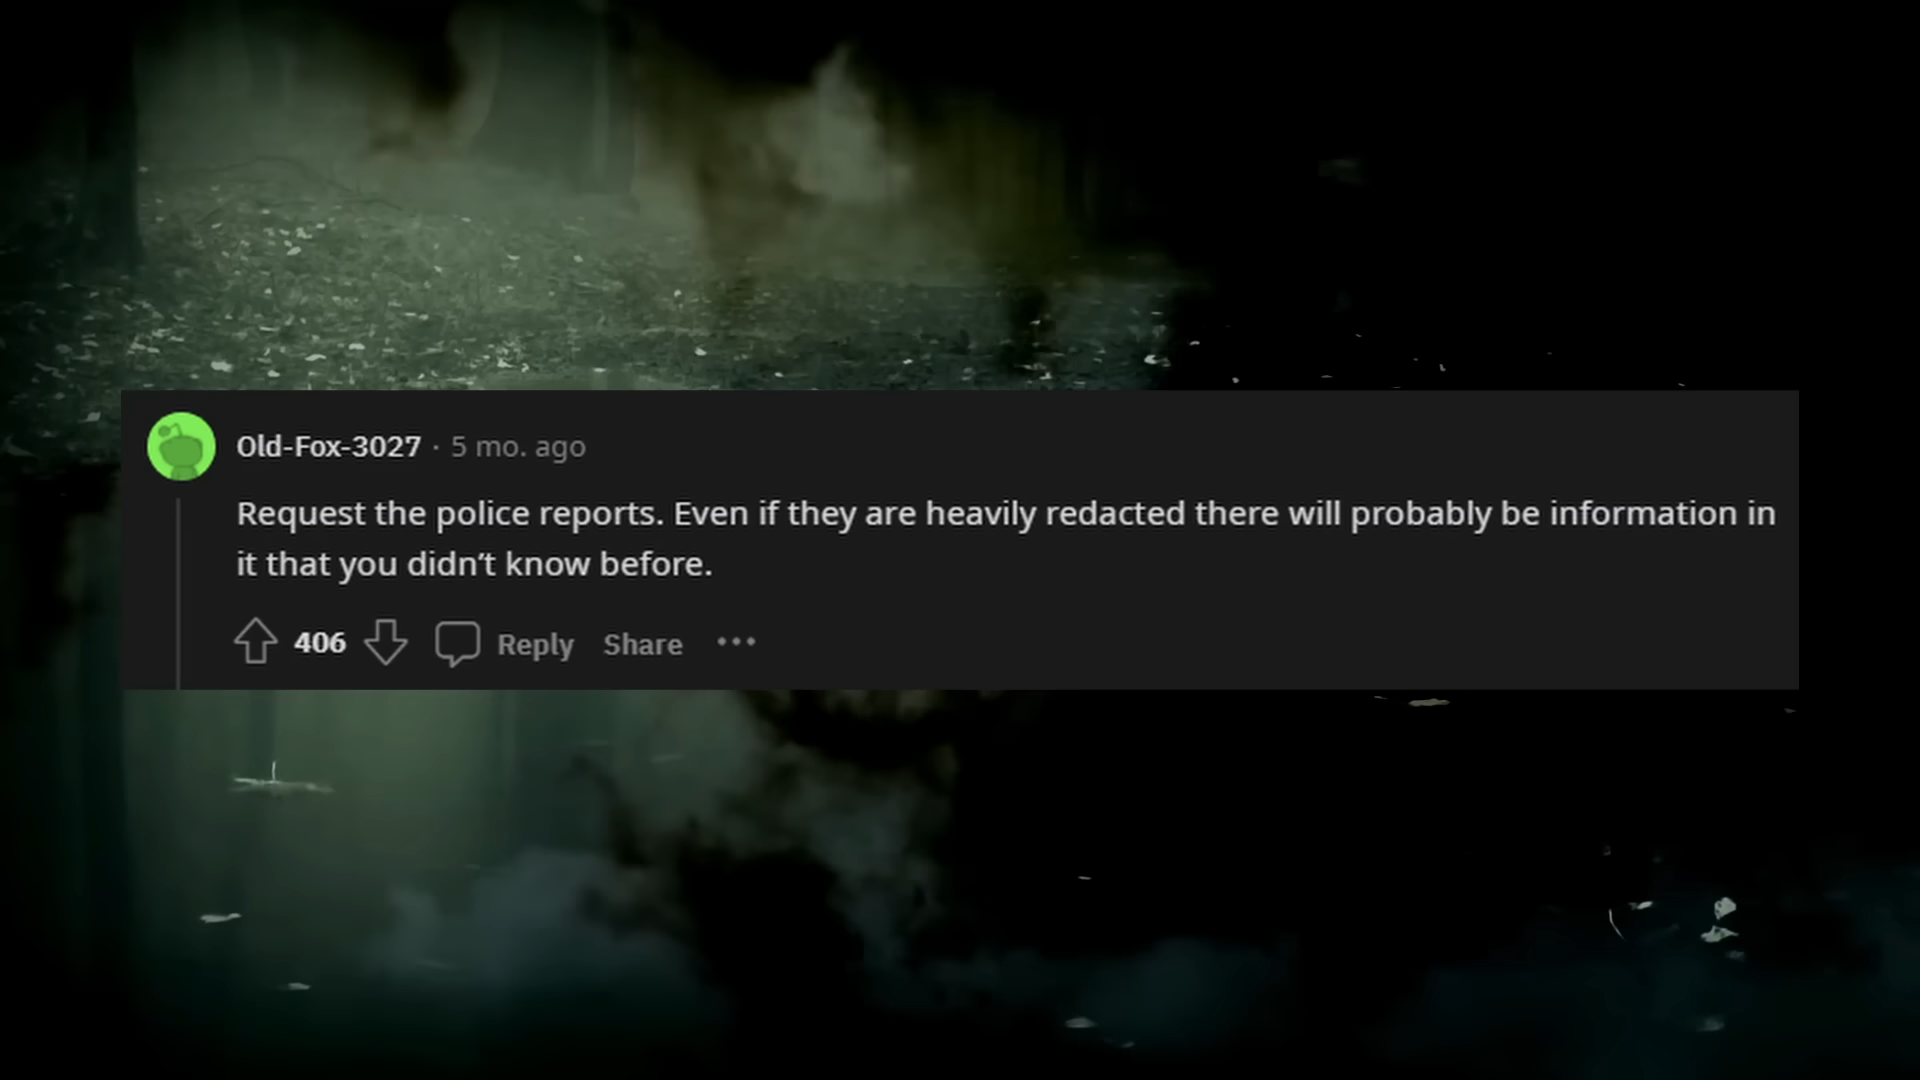 Old-Fox-3027 · 5 mo. ago
Request the police reports. Even if they are heavily redacted there will probably be information in
it that you didn’t know before.
406 Reply Share ···